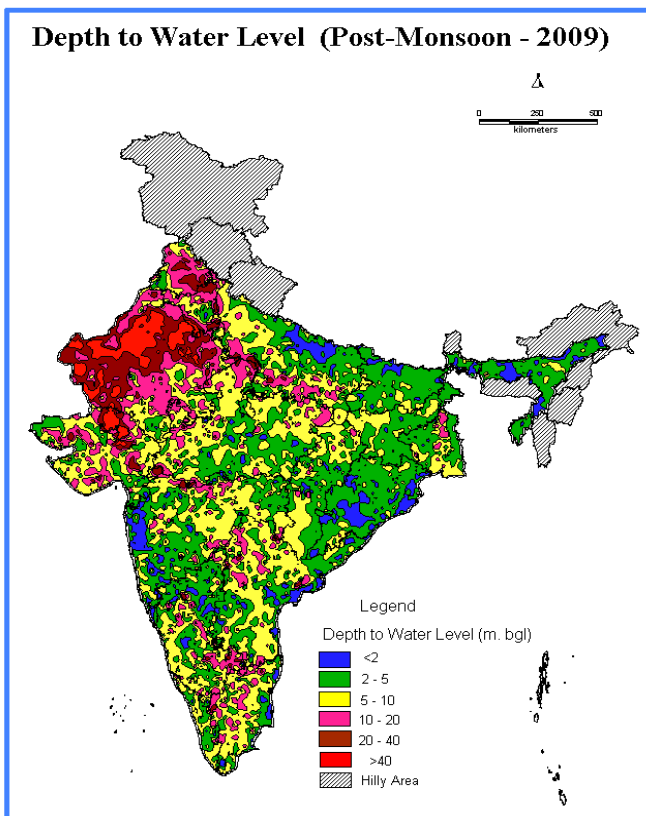 Depth to Water Level (Post-Monsoon - 2009)
0 250 500
kilometers
Legend
Depth to Water Level (m. bgl)
<2
2 - 5
5 - 10
10 - 20
20 - 40
>40
Hilly Area